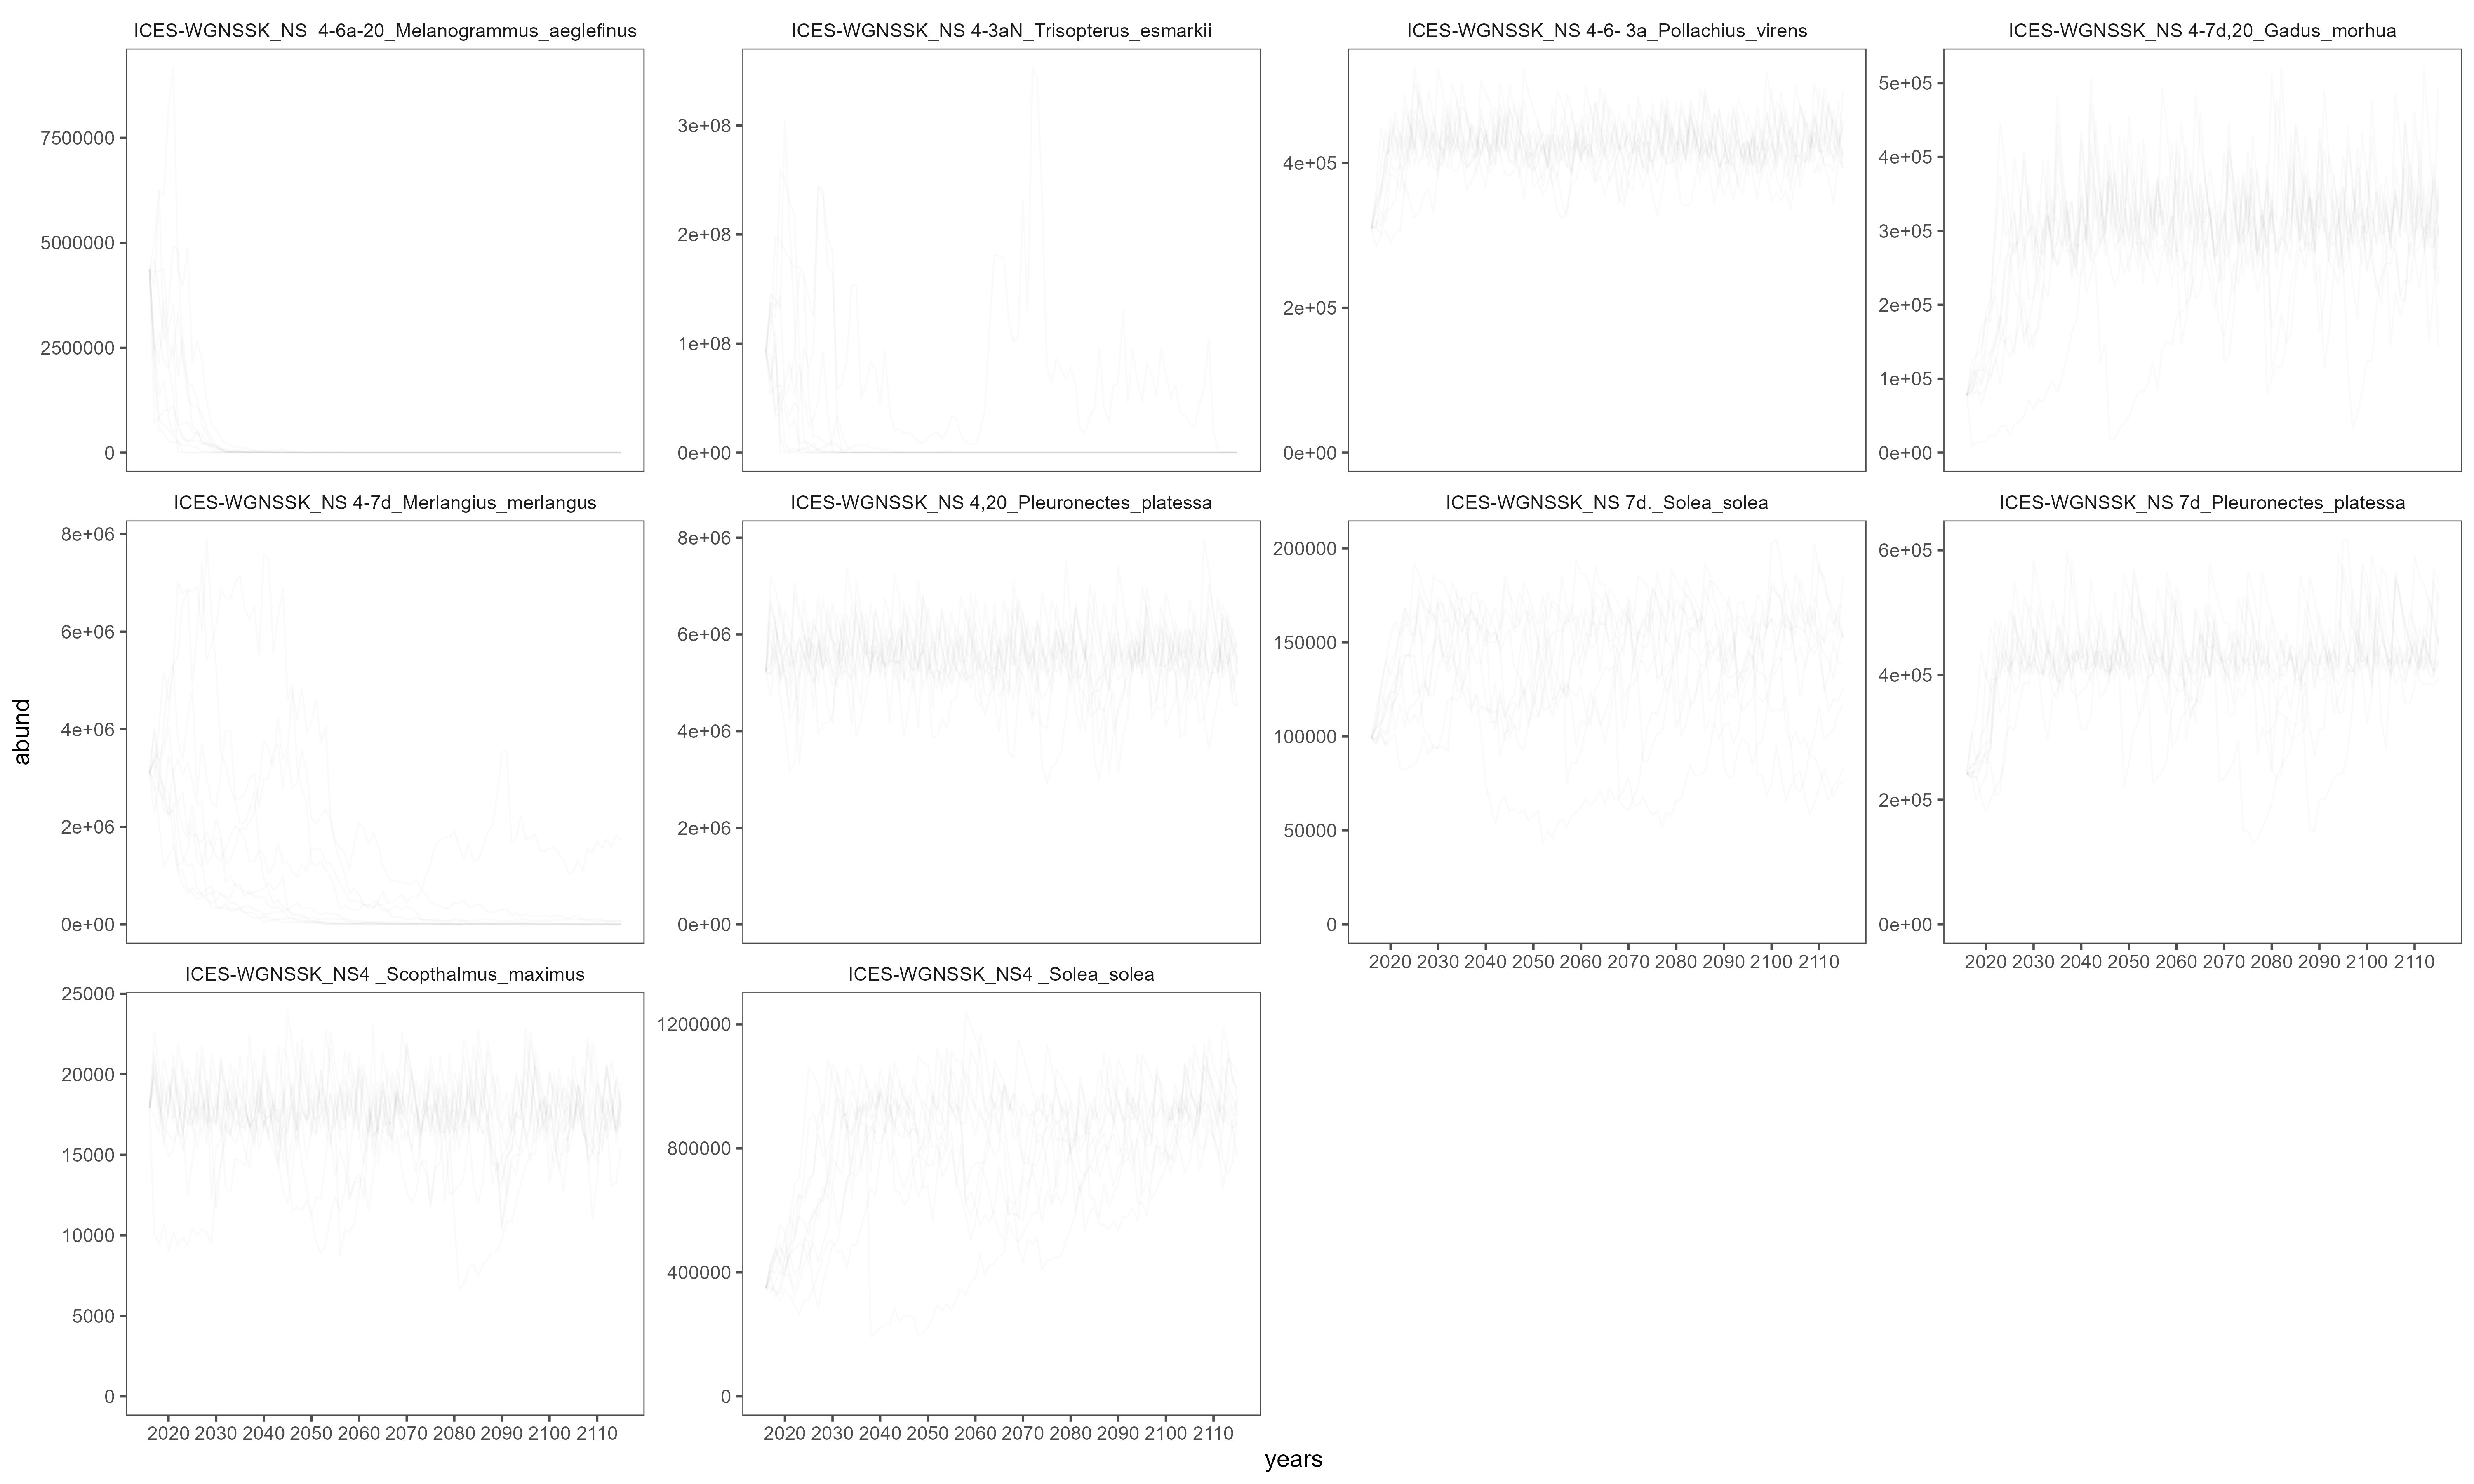 ICES-WGNSSK_NS  4-6a-20_Melanogrammus_aeglefinus
ICES-WGNSSK_NS 4-3aN_Trisopterus_esmarkii
ICES-WGNSSK_NS 4-6- 3a_Pollachius_virens
ICES-WGNSSK_NS 4-7d,20_Gadus_morhua
7500000
5000000
2500000
0
3e+08
2e+08
1e+08
0e+00
4e+05
2e+05
0e+00
5e+05
4e+05
3e+05
2e+05
1e+05
0e+00
ICES-WGNSSK_NS 4-7d_Merlangius_merlangus
ICES-WGNSSK_NS 4,20_Pleuronectes_platessa
ICES-WGNSSK_NS 7d._Solea_solea
ICES-WGNSSK_NS 7d_Pleuronectes_platessa
8e+06
6e+06
4e+06
2e+06
0e+00
8e+06
6e+06
4e+06
2e+06
0e+00
200000
150000
100000
50000
0
6e+05
4e+05
2e+05
0e+00
2020 2030 2040 2050 2060 2070 2080 2090 2100 2110
2020 2030 2040 2050 2060 2070 2080 2090 2100 2110
ICES-WGNSSK_NS4 _Scopthalmus_maximus
ICES-WGNSSK_NS4 _Solea_solea
25000
20000
15000
10000
5000
0
1200000
800000
400000
0
2020 2030 2040 2050 2060 2070 2080 2090 2100 2110
2020 2030 2040 2050 2060 2070 2080 2090 2100 2110
abund
years